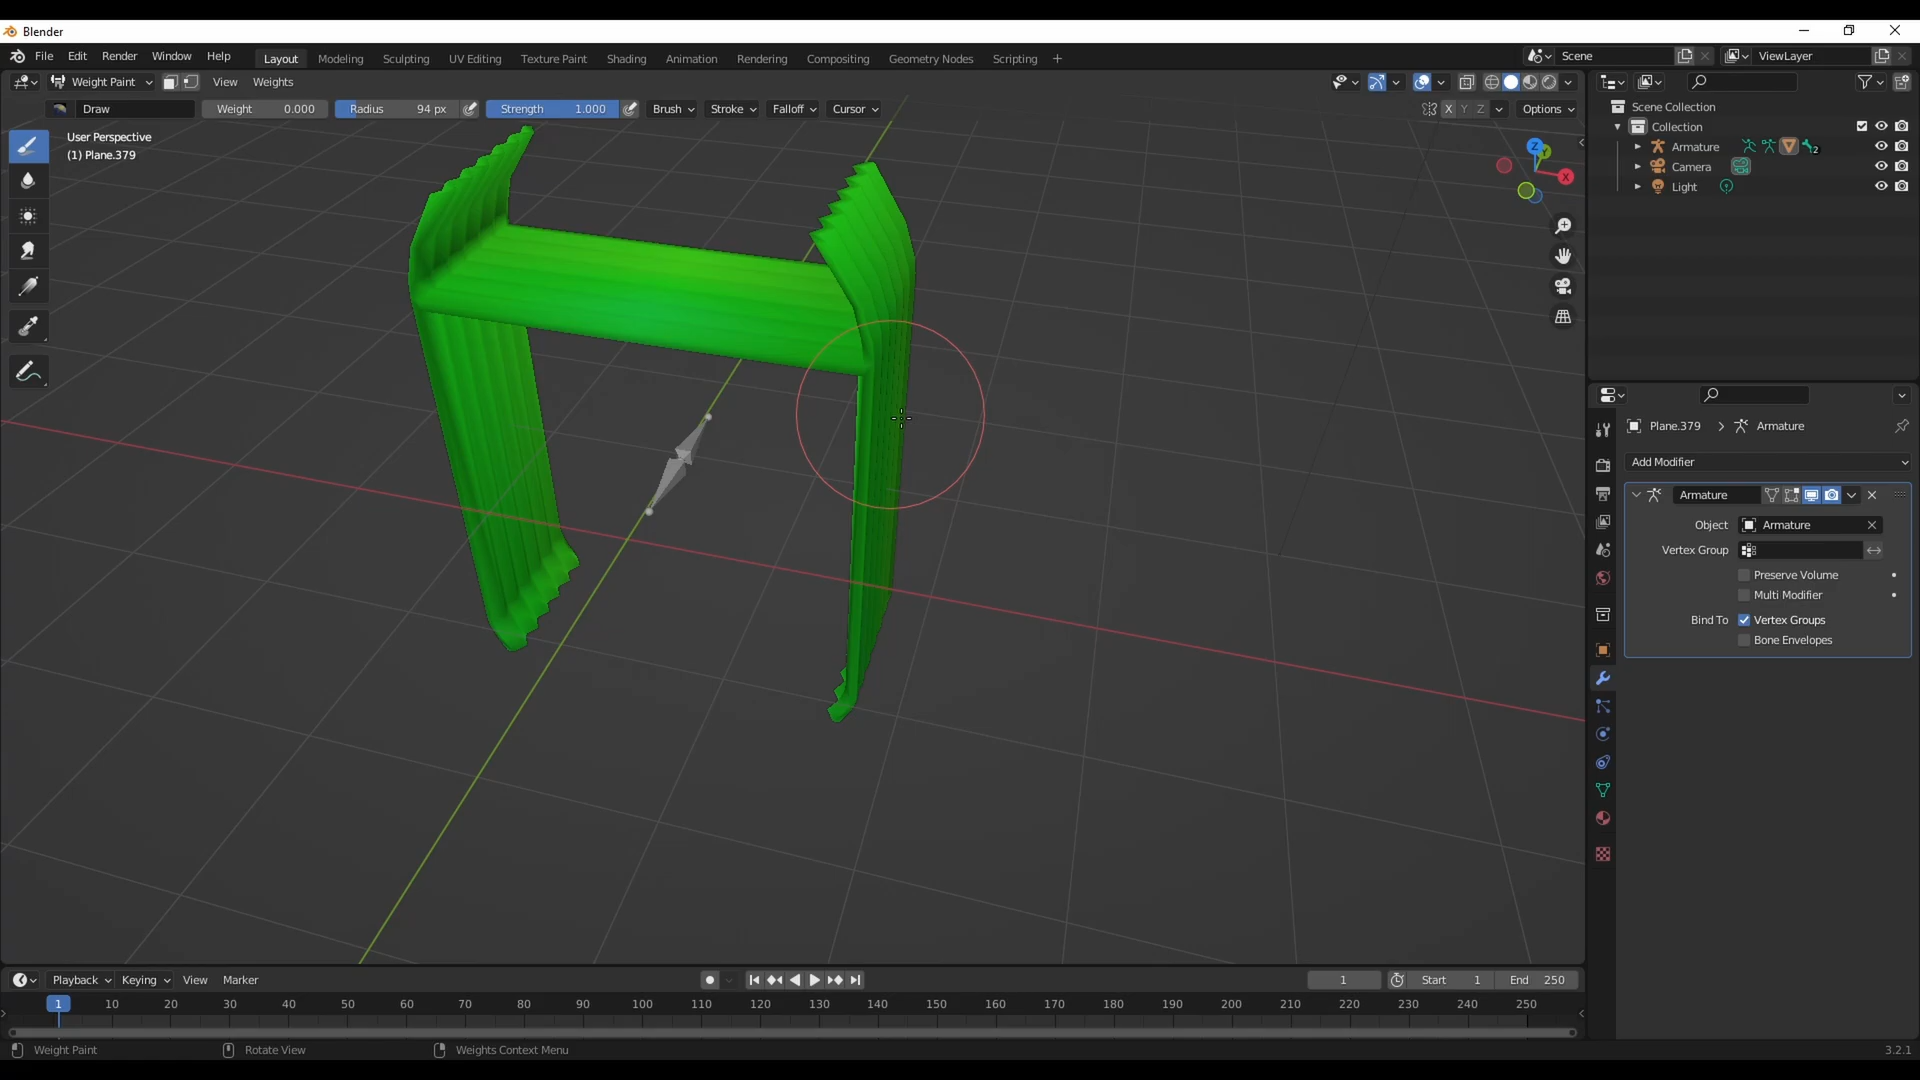 Blender
File Edit Render Window Help Layout Modeling Sculpting UV Editing Texture Paint Shading Animation Rendering Compositing Geometry Nodes Scripting + Scene ViewLayer
Weight Paint View Weights
Draw Weight 0.000 Radius 94 px Strength 1.000 Brush Stroke Falloff Cursor X Y Z Options
User Perspective
(1) Plane.379
Z
Y
X
Scene Collection
Collection
Armature 2
Camera
Light
Plane.379 > Armature
Add Modifier
Armature
Object Armature
Vertex Group
Preserve Volume
Multi Modifier
Bind To Vertex Groups
Bone Envelopes
Playback Keying View Marker 1 Start 1 End 250
1 10 20 30 40 50 60 70 80 90 100 110 120 130 140 150 160 170 180 190 200 210 220 230 240 250
Weight Paint Rotate View Weights Context Menu 3.2.1